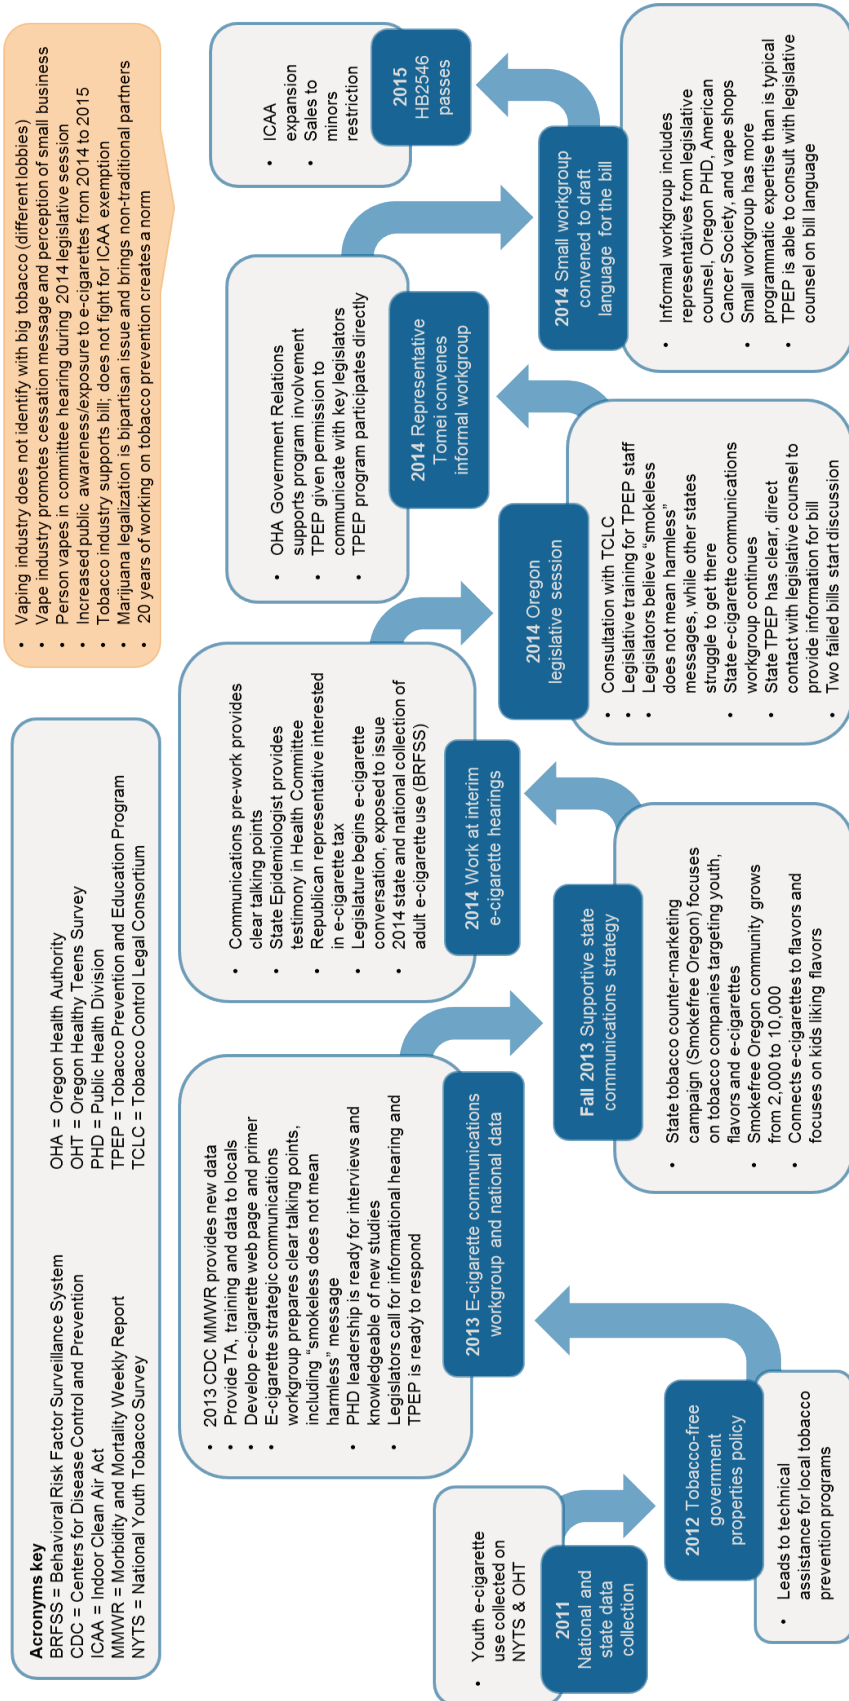 Acronyms key
BRFSS = Behavioral Risk Factor Surveillance System
CDC = Centers for Disease Control and Prevention
ICAA = Indoor Clean Air Act
MMWR = Morbidity and Mortality Weekly Report
NYTS = National Youth Tobacco Survey
OHA = Oregon Health Authority
OHT = Oregon Healthy Teens Survey
PHD = Public Health Division
TPEP = Tobacco Prevention and Education Program
TCLC = Tobacco Control Legal Consortium
• Vaping industry does not identify with big tobacco (different lobbies)
• Vape industry promotes cessation message and perception of small business
• Person vapes in committee hearing during 2014 legislative session
• Increased public awareness/exposure to e-cigarettes from 2014 to 2015
• Tobacco industry supports bill; does not fight for ICAA exemption
• Marijuana legalization is bipartisan issue and brings non-traditional partners
• 20 years of working on tobacco prevention creates a norm
• Youth e-cigarette
use collected on
NYTS & OHT
2011
National and
state data
collection
2012 Tobacco-free
government
properties policy
• Leads to technical
assistance for local tobacco
prevention programs
• 2013 CDC MMWR provides new data
• Provide TA, training and data to locals
• Develop e-cigarette web page and primer
• E-cigarette strategic communications
workgroup prepares clear talking points,
including “smokeless does not mean
harmless” message
• PHD leadership is ready for interviews and
knowledgeable of new studies
• Legislators call for informational hearing and
TPEP is ready to respond
2013 E-cigarette communications
workgroup and national data
Fall 2013 Supportive state
communications strategy
• State tobacco counter-marketing
campaign (Smokefree Oregon) focuses
on tobacco companies targeting youth,
flavors and e-cigarettes
• Smokefree Oregon community grows
from 2,000 to 10,000
• Connects e-cigarettes to flavors and
focuses on kids liking flavors
• Communications pre-work provides
clear talking points
• State Epidemiologist provides
testimony in Health Committee
• Republican representative interested
in e-cigarette tax
• Legislature begins e-cigarette
conversation, exposed to issue
• 2014 state and national collection of
adult e-cigarette use (BRFSS)
2014 Work at interim
e-cigarette hearings
2014 Oregon
legislative session
• Consultation with TCLC
• Legislative training for TPEP staff
• Legislators believe “smokeless
does not mean harmless”
messages, while other states
struggle to get there
• State e-cigarette communications
workgroup continues
• State TPEP has clear, direct
contact with legislative counsel to
provide information for bill
• Two failed bills start discussion
• OHA Government Relations
supports program involvement
• TPEP given permission to
communicate with key legislators
• TPEP program participates directly
2014 Representative
Tomei convenes
informal workgroup
2014 Small workgroup
convened to draft
language for the bill
• Informal workgroup includes
representatives from legislative
counsel, Oregon PHD, American
Cancer Society, and vape shops
• Small workgroup has more
programmatic expertise than is typical
• TPEP is able to consult with legislative
counsel on bill language
• ICAA
expansion
• Sales to
minors
restriction
2015
HB2546
passes